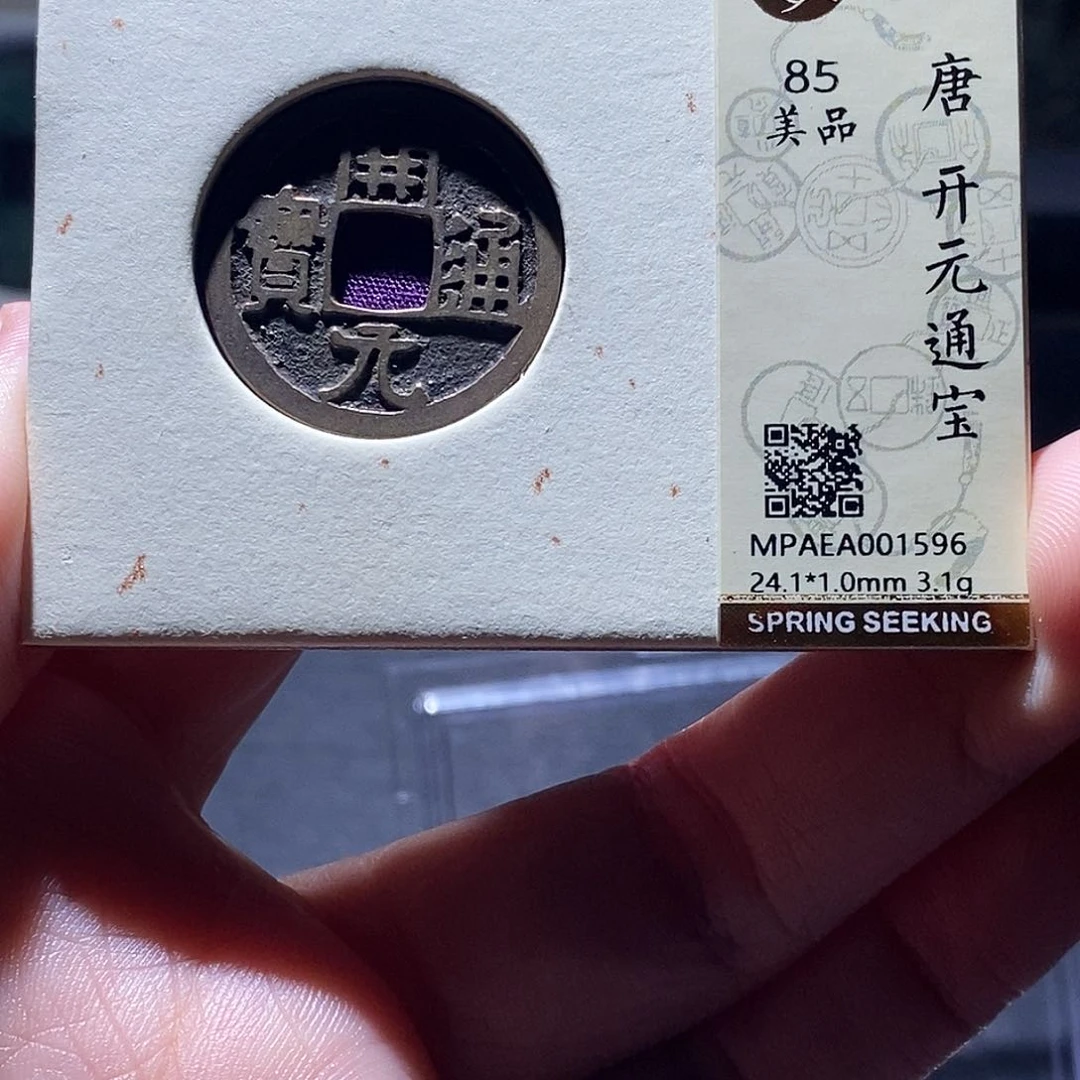 開
元
通
寶
85
美品
唐 开元通宝
MPAEA001596
24.1*1.0mm 3.1g
SPRING SEEKING